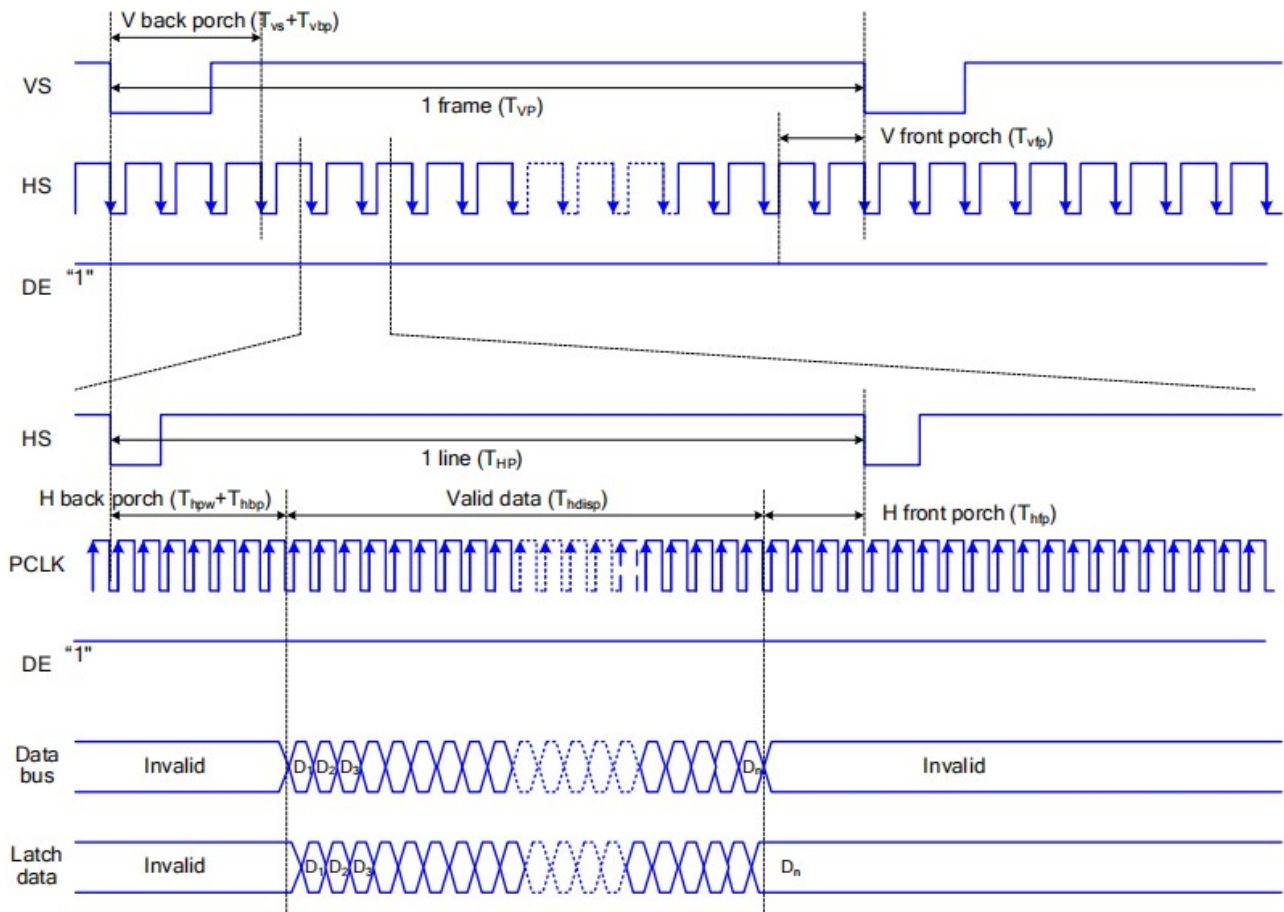 V back porch (Tvs+Tvbp)
VS
1 frame (TVP)
V front porch (Tvfp)
HS
DE "1"
HS
1 line (THP)
H back porch (Thpw+Thbp)
Valid data (Thdisp)
H front porch (Thfp)
PCLK
DE "1"
Data bus
Invalid
D1 D2 D3
Dn
Invalid
Latch data
Invalid
D1 D2 D3
Dn